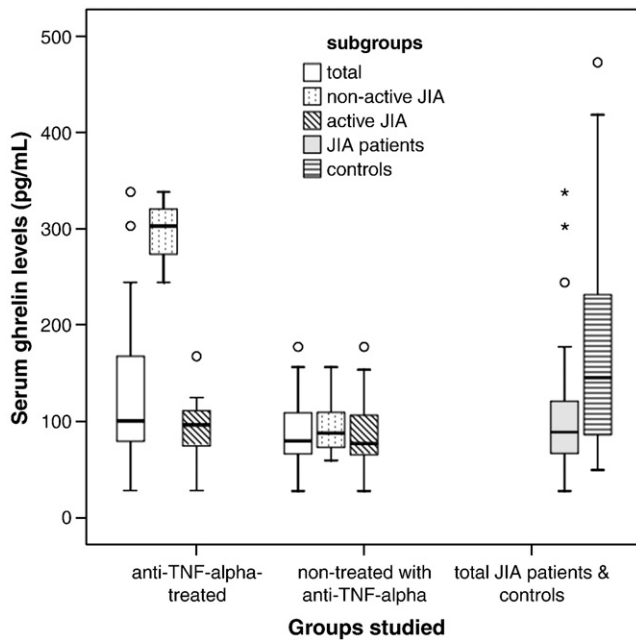 Serum ghrelin levels (pg/mL)
500
400
300
200
100
0
subgroups
total
non-active JIA
active JIA
JIA patients
controls
anti-TNF-alpha-
treated
non-treated with
anti-TNF-alpha
total JIA patients &
controls
Groups studied